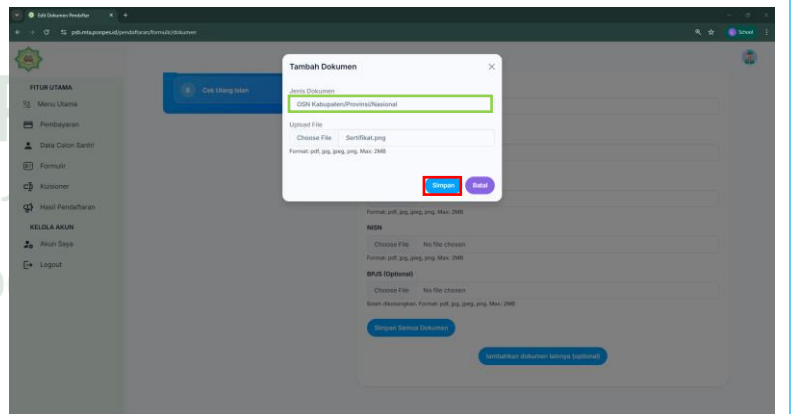 Edit Dokumen Pendaftar
psb.mta.ponpes.id/pendaftaran/formulir/dokumen
School
FITUR UTAMA
Menu Utama
Pembayaran
Data Calon Santri
Formulir
Kuisioner
Hasil Pendaftaran
KELOLA AKUN
Akun Saya
Logout
8 Cek Ulang Isian
Tambah Dokumen
Jenis Dokumen
OSN Kabupaten/Provinsi/Nasional
Upload File
Choose File Sertifikat.png
Format: pdf, jpg, jpeg, png. Max: 2MB
Simpan Batal
Format: pdf, jpg, jpeg, png. Max: 2MB
NISN
Choose File No file chosen
Format: pdf, jpg, jpeg, png. Max: 2MB
BPJS (Optional)
Choose File No file chosen
Boleh dikosongkan. Format: pdf, jpg, jpeg, png. Max: 2MB
Simpan Semua Dokumen
Tambahkan dokumen lainnya (optional)